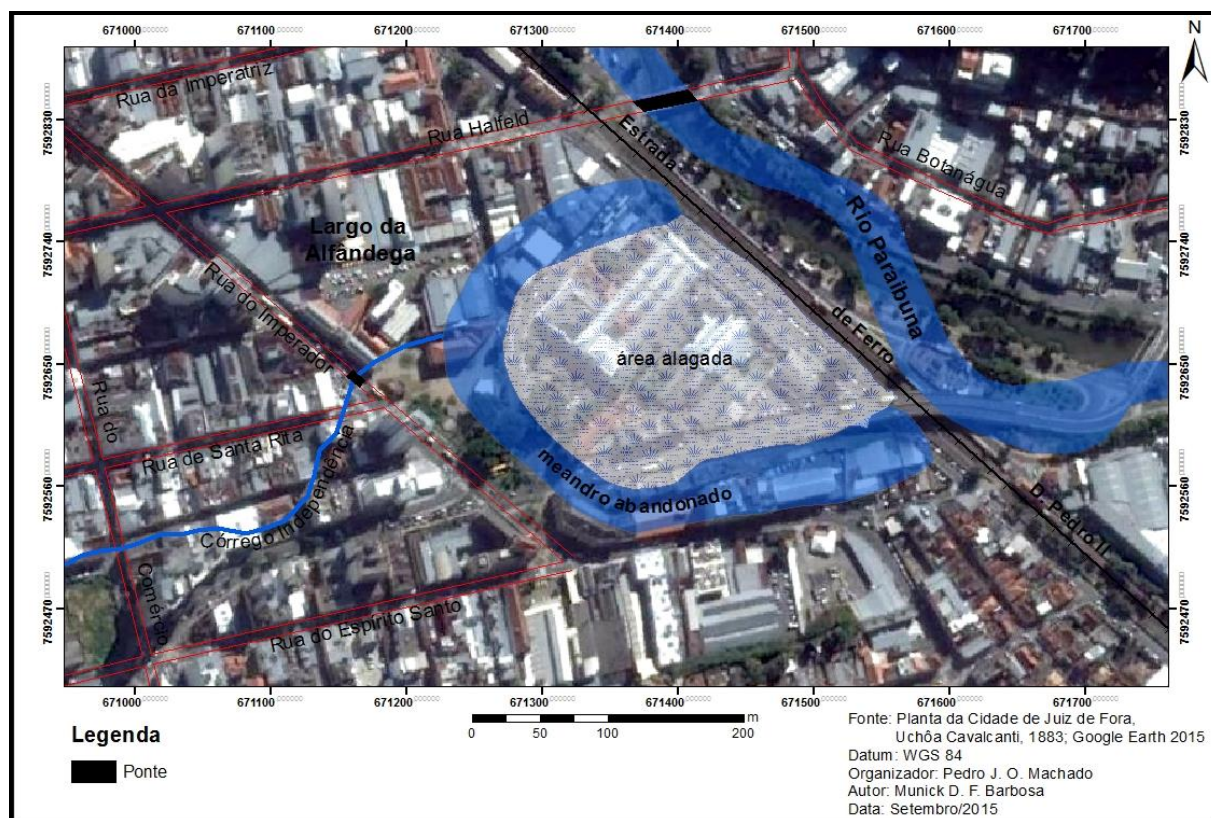 671000 671100 671200 671300 671400 671500 671600 671700
N
7592830
7592740
7592650
7592560
7592470
7592830
7592740
7592650
7592560
7592470
Rua da Imperatriz
Rua Halfeld
Estrada
Rua Botanágua
Largo da
Alfândega
Rio Paraibuna
Rua do Imperador
de Ferro
área alagada
Rua do
Rua de Santa Rita
Córrego Independência
meandro abandonado
D. Pedro II
Comércio
Rua do Espírito Santo
671000 671100 671200 671300 671400 671500 671600 671700
Legenda
Ponte
m
0 50 100 200
Fonte: Planta da Cidade de Juiz de Fora,
Uchôa Cavalcanti, 1883; Google Earth 2015
Datum: WGS 84
Organizador: Pedro J. O. Machado
Autor: Munick D. F. Barbosa
Data: Setembro/2015